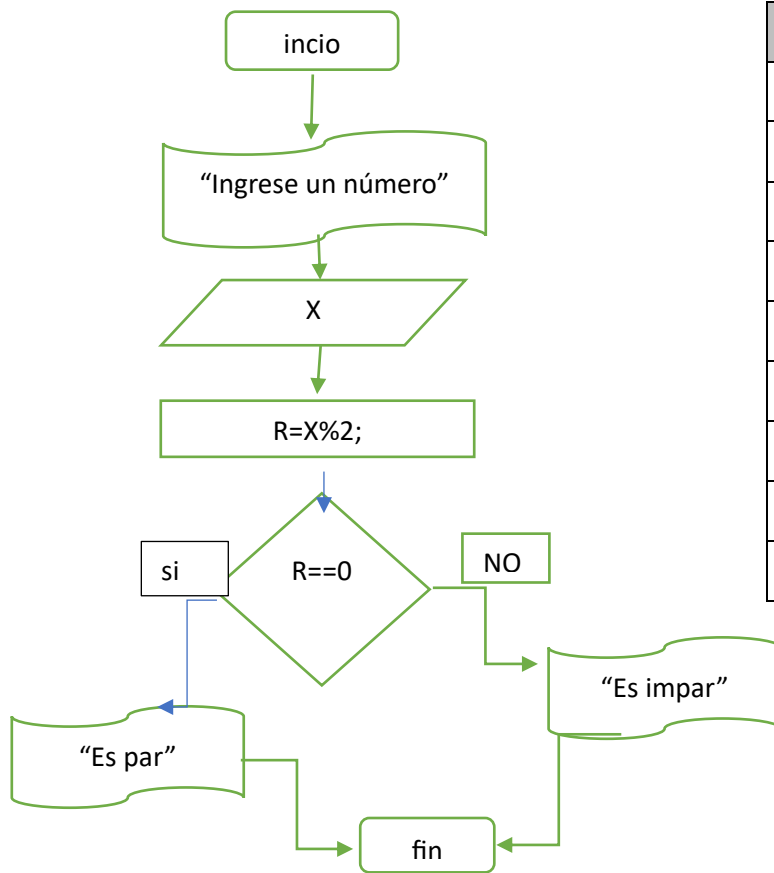 incio
“Ingrese un número”
X
R=X%2;
si
R==0
NO
“Es impar”
“Es par”
fin